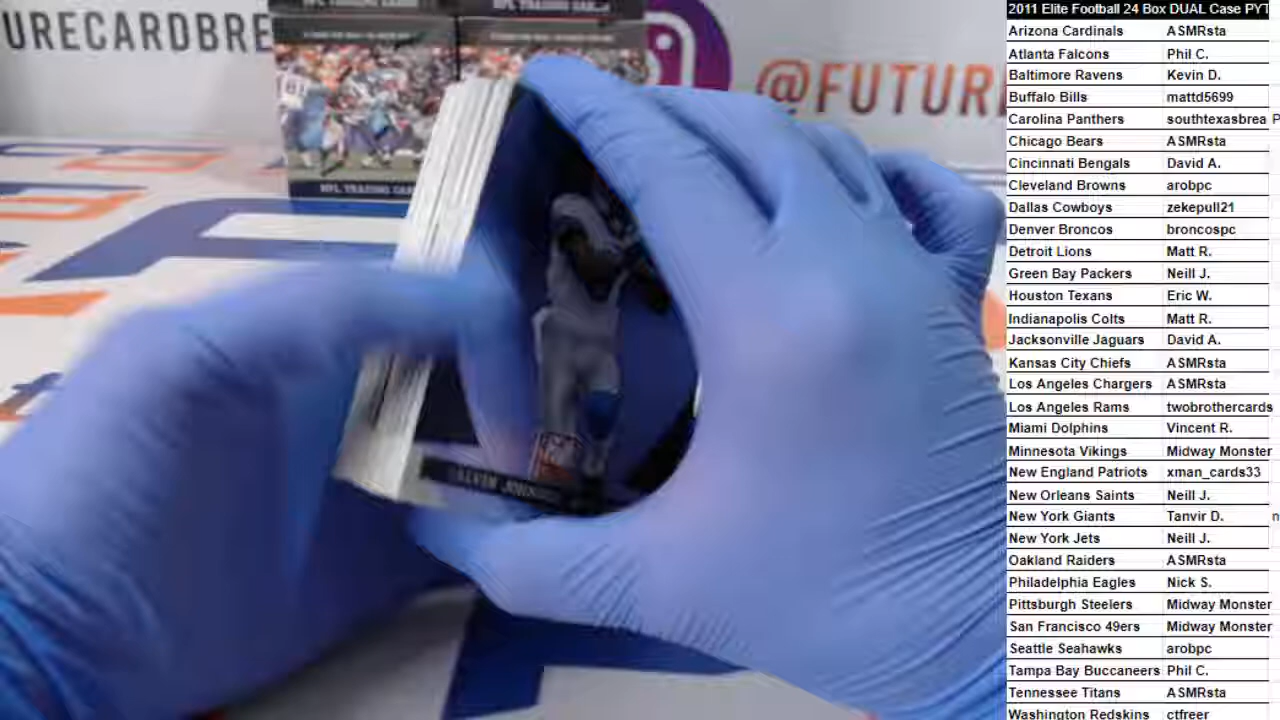 URECARDBRE
@FUTUR
NFL TRADING CAR
2011 Elite Football 24 Box DUAL Case PYT
Arizona Cardinals ASMRsta
Atlanta Falcons Phil C.
Baltimore Ravens Kevin D.
Buffalo Bills mattd5699
Carolina Panthers southtexasbrea P
Chicago Bears ASMRsta
Cincinnati Bengals David A.
Cleveland Browns arobpc
Dallas Cowboys zekepull21
Denver Broncos broncospc
Detroit Lions Matt R.
Green Bay Packers Neill J.
Houston Texans Eric W.
Indianapolis Colts Matt R.
Jacksonville Jaguars David A.
Kansas City Chiefs ASMRsta
Los Angeles Chargers ASMRsta
Los Angeles Rams twobrothercards
Miami Dolphins Vincent R.
Minnesota Vikings Midway Monster
New England Patriots xman_cards33
New Orleans Saints Neill J.
New York Giants Tanvir D. n
New York Jets Neill J.
Oakland Raiders ASMRsta
Philadelphia Eagles Nick S.
Pittsburgh Steelers Midway Monster
San Francisco 49ers Midway Monster
Seattle Seahawks arobpc
Tampa Bay Buccaneers Phil C.
Tennessee Titans ASMRsta
Washington Redskins ctfreer